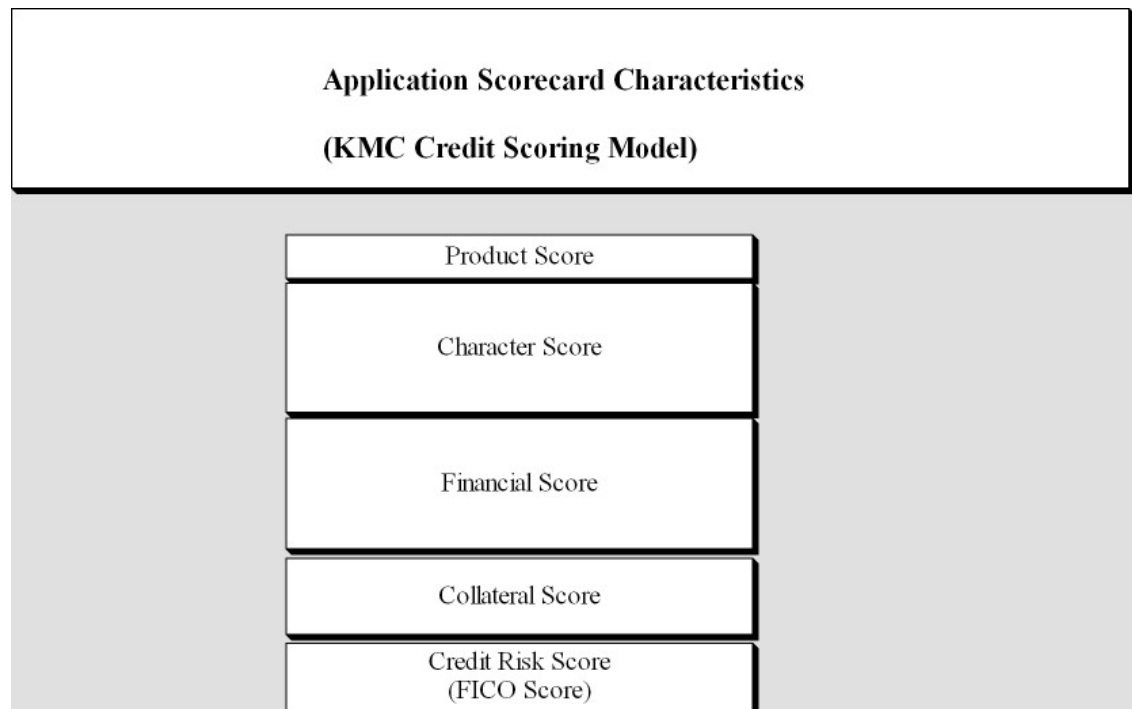 Application Scorecard Characteristics
(KMC Credit Scoring Model)
Product Score
Character Score
Financial Score
Collateral Score
Credit Risk Score
(FICO Score)